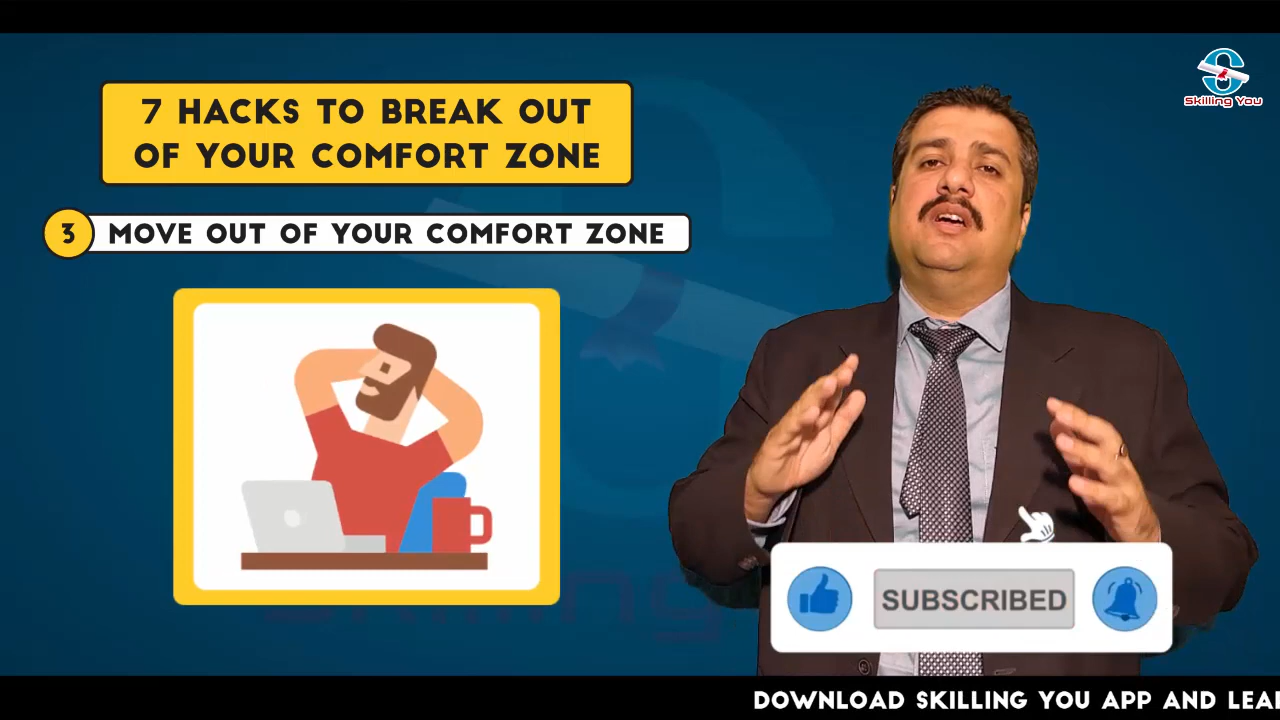 7 HACKS TO BREAK OUT
OF YOUR COMFORT ZONE
Skilling You
3 MOVE OUT OF YOUR COMFORT ZONE
SUBSCRIBED
DOWNLOAD SKILLING YOU APP AND